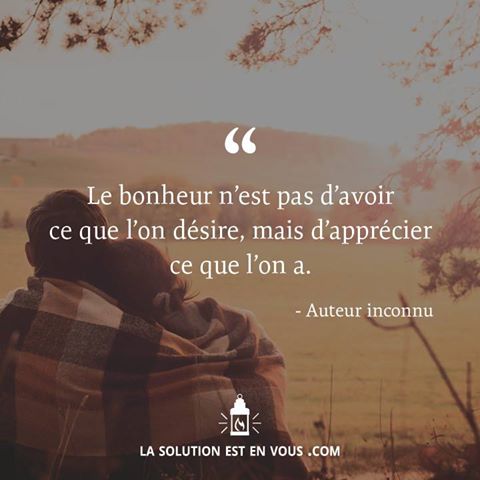 “
Le bonheur n’est pas d’avoir
ce que l’on désire, mais d’apprécier
ce que l’on a.
- Auteur inconnu
LA SOLUTION EST EN VOUS .COM